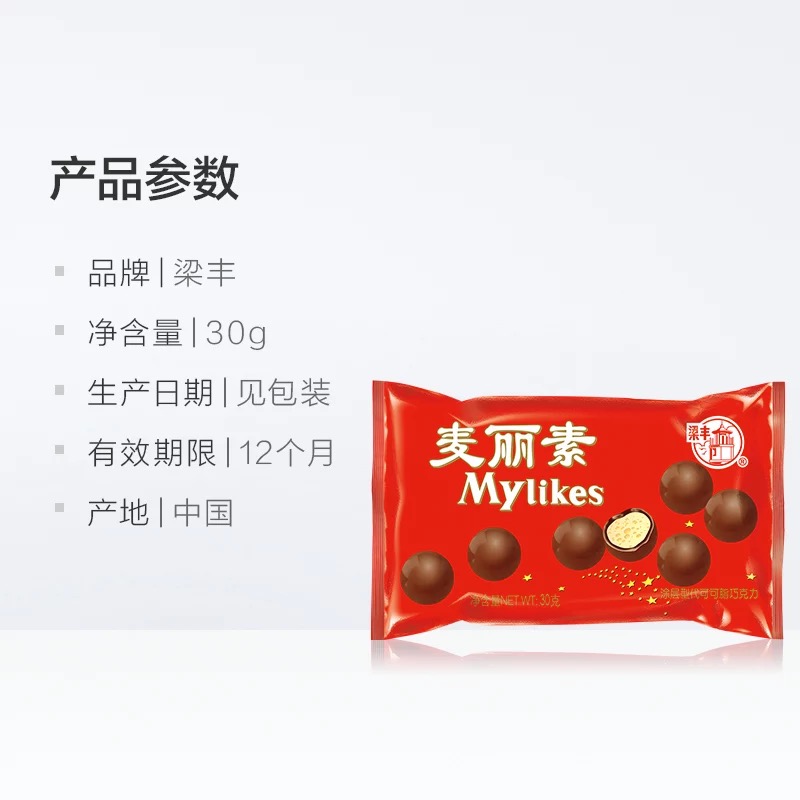 产品参数
品牌|梁丰
净含量|30g
生产日期|见包装
有效期限|12个月
产地|中国
麦丽素
Mylikes
梁丰
®
净含量NET WT: 30克
涂层型代可可脂巧克力